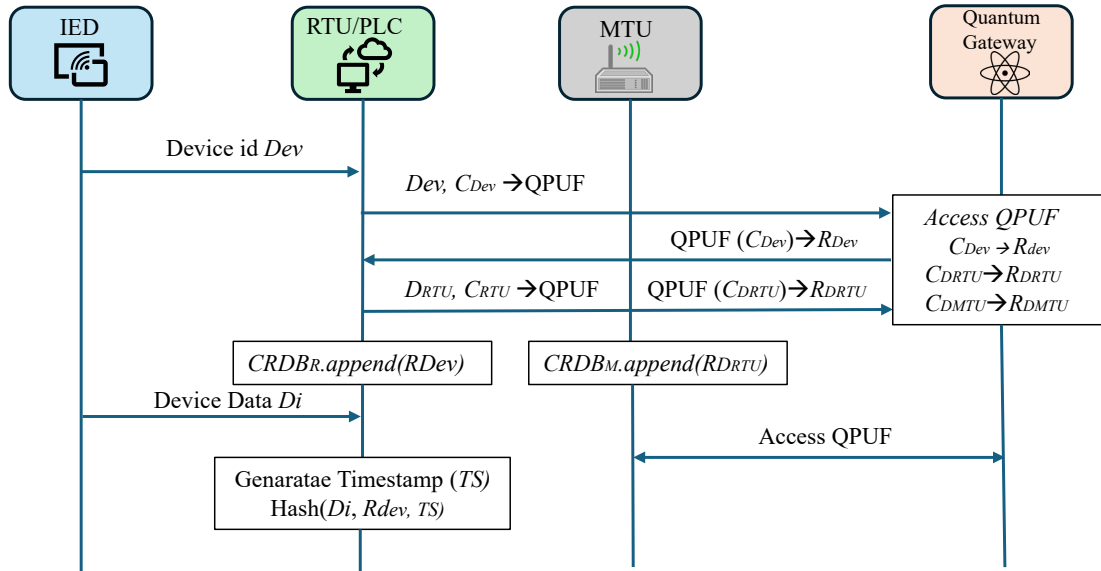 IED
RTU/PLC
MTU
Quantum
Gateway
Device id Dev
Dev, CDev →QPUF
QPUF (CDev)→RDev
DRTU, CRTU →QPUF
QPUF (CDRTU)→RDRTU
Access QPUF
CDev → Rdev
CDRTU→RDRTU
CDMTU→RDMTU
CRDBR.append(RDev)
CRDBM.append(RDRTU)
Device Data Di
Access QPUF
Genaratae Timestamp (TS)
Hash(Di, Rdev, TS)